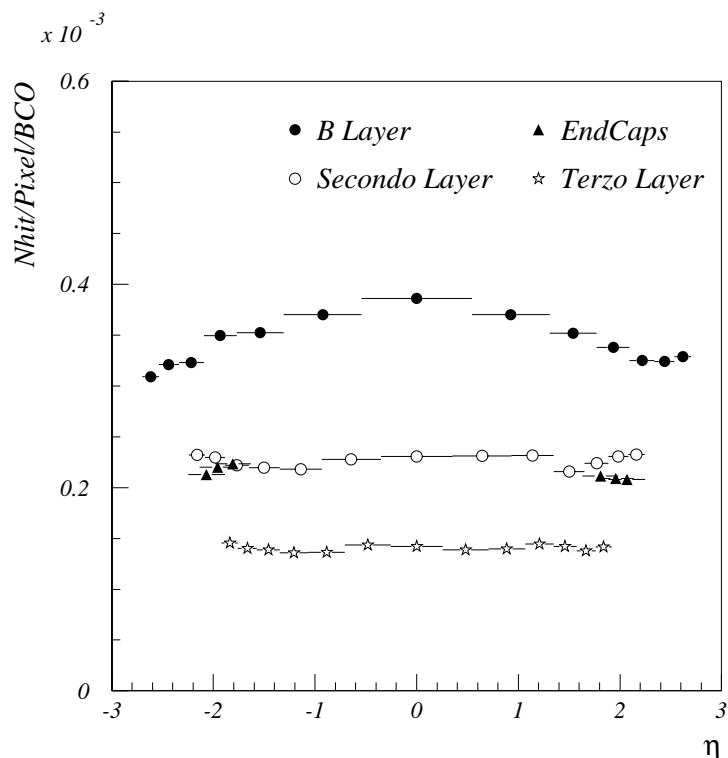 x 10 -3
Nhit/Pixel/BCO
0.6
B Layer EndCaps
Secondo Layer Terzo Layer
0.4
0.2
0
-3 -2 -1 0 1 2 3
η